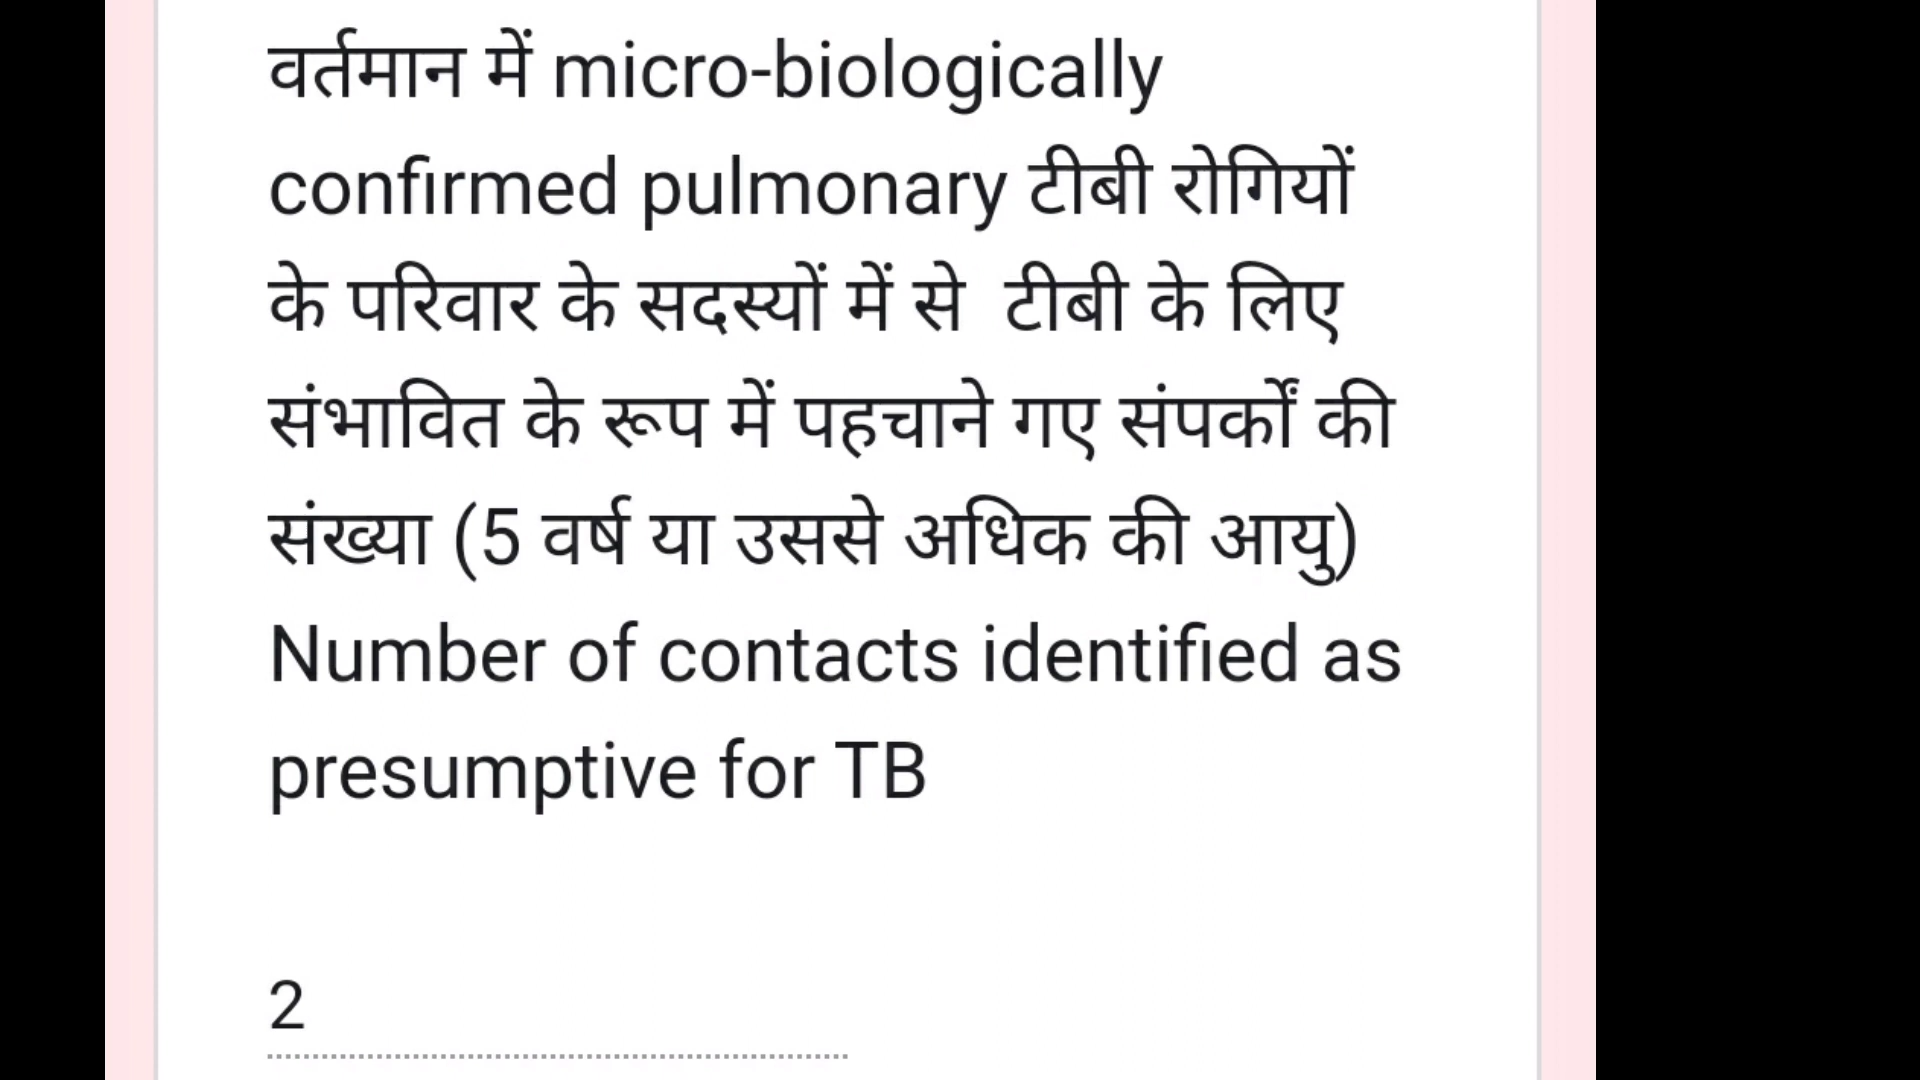 वर्तमान में micro-biologically
confirmed pulmonary टीबी रोगियों
के परिवार के सदस्यों में से  टीबी के लिए
संभावित के रूप में पहचाने गए संपर्कों की
संख्या (5 वर्ष या उससे अधिक की आयु)
Number of contacts identified as
presumptive for TB
2